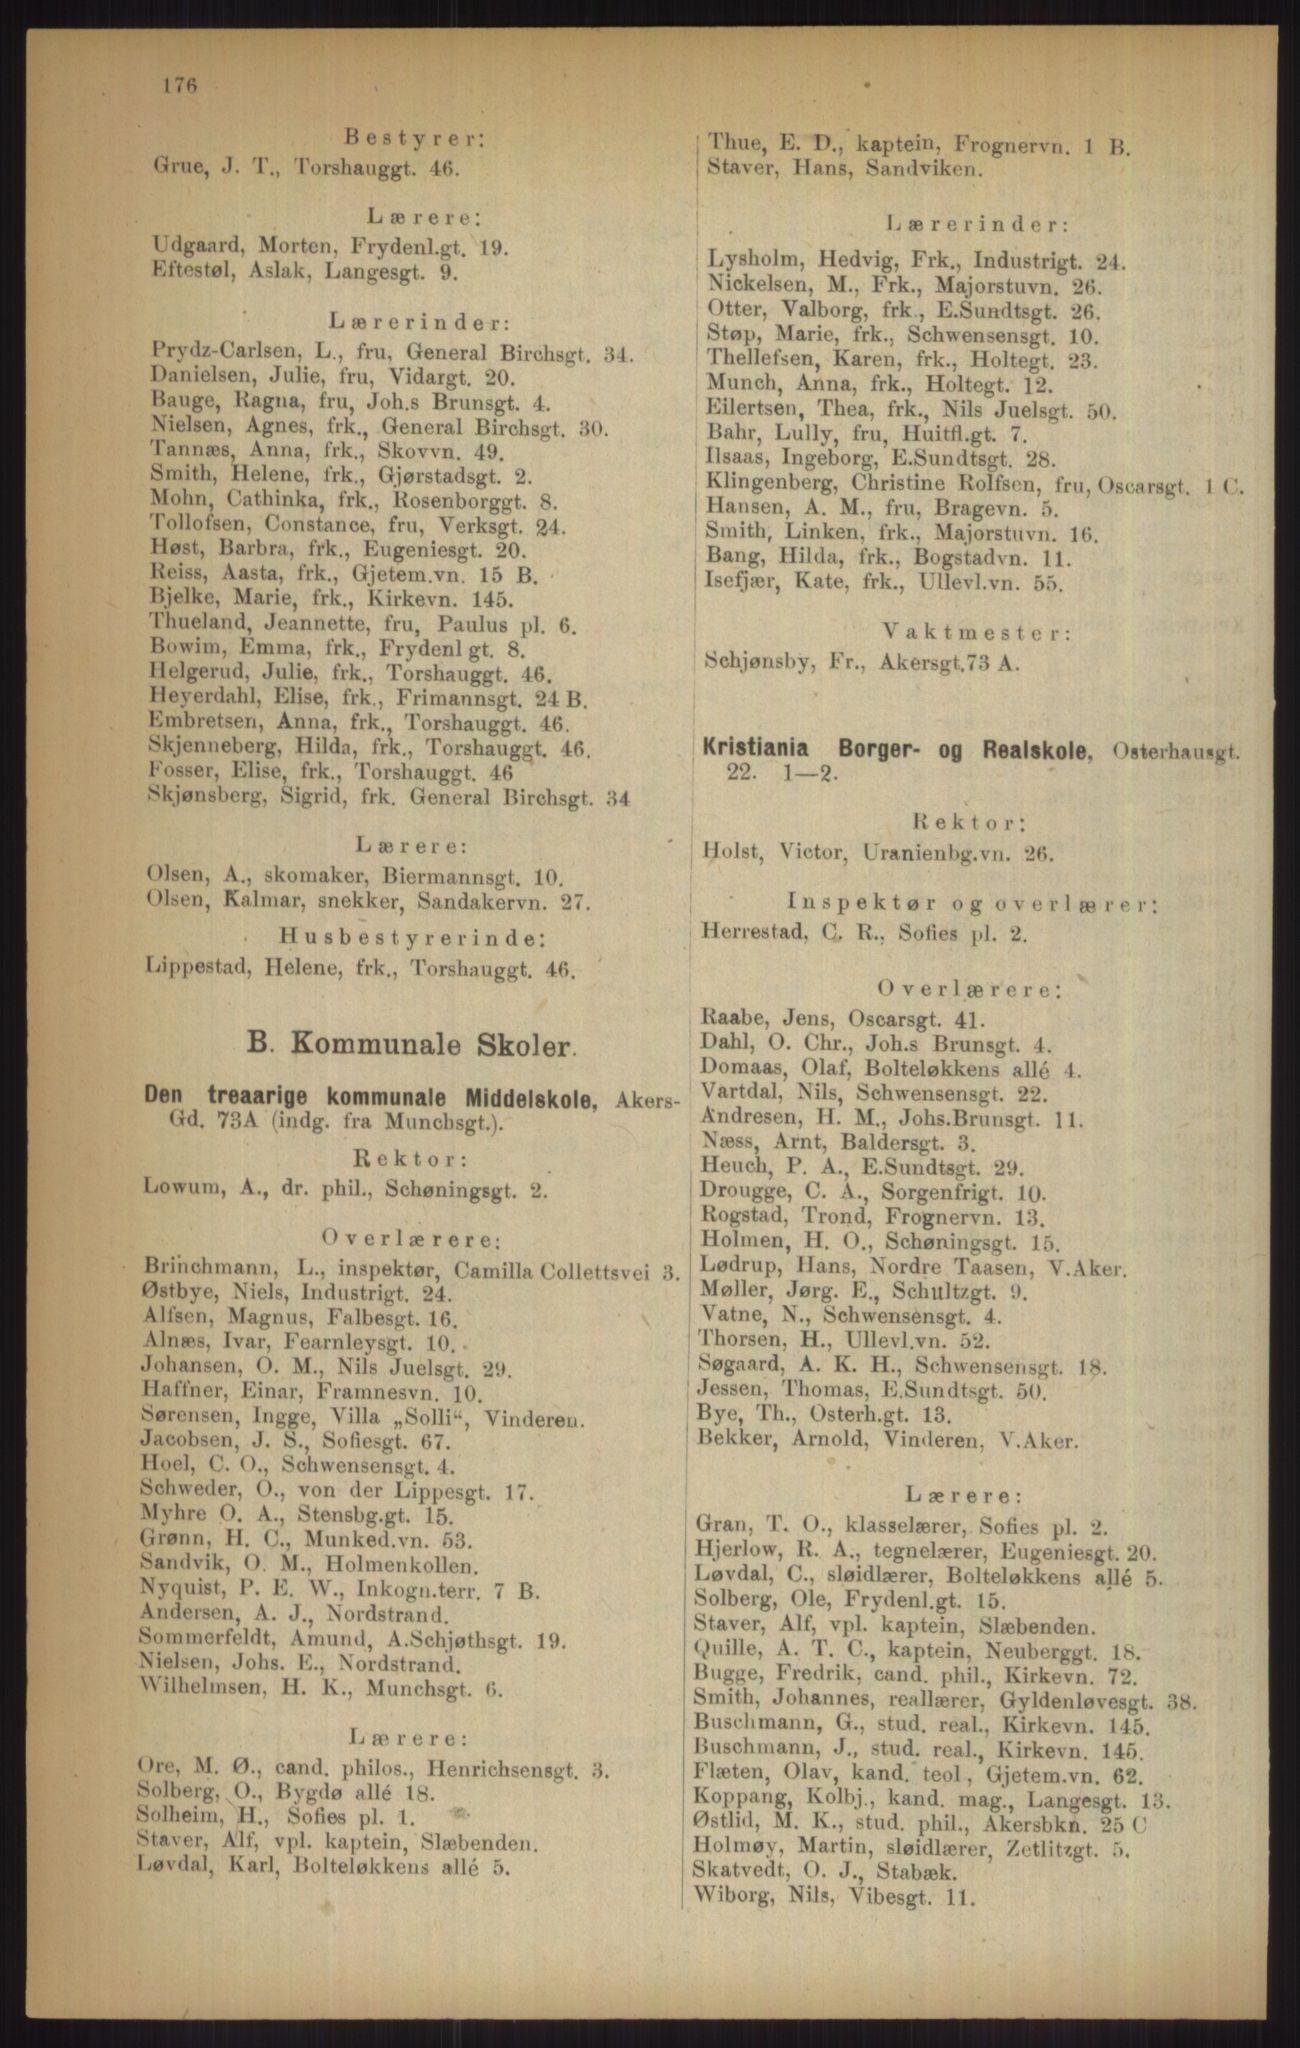 176
Bestyrer:
Grue, J. T., Torshauggt. 46.
Lærere:
Udgaard, Morten, Frydenl.gt. 19.
Eftestøl, Aslak, Langesgt. 9.
Lærerinder:
Prydz-Carlsen, L., fru, General Birchsgt. 34.
Danielsen, Julie, fru, Vidargt. 20.
Bauge, Ragna, fru, Joh.s Brunsgt. 4.
Nielsen, Agnes, frk., General Birchsgt. 30.
Tannæs, Anna, frk., Skovvn. 49.
Smith, Helene, frk., Gjørstadsgt. 2.
Mohn, Cathinka, frk., Rosenborggt. 8.
Tollofsen, Constance, fru, Verksgt. 24.
Høst, Barbra, frk., Eugeniesgt. 20.
Reiss, Aasta, frk., Gjetem.vn. 15 B.
Bjelke, Marie, frk., Kirkevn. 145.
Thueland, Jeannette, fru, Paulus pl. 6.
Bowim, Emma, frk., Frydenl gt. 8.
Helgerud, Julie, frk., Torshauggt. 46.
Heyerdahl, Elise, frk., Frimannsgt. 24 B.
Embretsen, Anna, frk., Torshauggt. 46.
Skjenneberg, Hilda, frk., Torshauggt. 46.
Fosser, Elise, frk., Torshauggt. 46
Skjønsberg, Sigrid, frk. General Birchsgt. 34
Lærere:
Olsen, A., skomaker, Biermannsgt. 10.
Olsen, Kalmar, snekker, Sandakervn. 27.
Husbestyrerinde:
Lippestad, Helene, frk., Torshauggt. 46.
B. Kommunale Skoler.
Den treaarige kommunale Middelskole, Akers-
Gd. 73A (indg. fra Munchsgt.).
Rektor:
Lowum, A., dr. phil., Schøningsgt. 2.
Overlærere:
Brinchmann, L., inspektør, Camilla Collettsvei 3.
Østbye, Niels, Industrigt. 24.
Alfsen, Magnus, Falbesgt. 16.
Alnæs, Ivar, Fearnleysgt. 10.
Johansen, O. M., Nils Juelsgt. 29.
Haffner, Einar, Framnesvn. 10.
Sørensen, Ingge, Villa „Solli“, Vinderen.
Jacobsen, J. S., Sofiesgt. 67.
Hoel, C. O., Schwensensgt. 4.
Schweder, O., von der Lippesgt. 17.
Myhre O. A., Stensbg.gt. 15.
Grønn, H. C., Munked.vn. 53.
Sandvik, O. M., Holmenkollen.
Nyquist, P. E. W., Inkogn.terr. 7 B.
Andersen, A. J., Nordstrand.
Sommerfeldt, Amund, A.Schjøthsgt. 19.
Nielsen, Johs. E., Nordstrand.
Wilhelmsen, H. K., Munchsgt. 6.
Lærere:
Ore, M. Ø., cand. philos., Henrichsensgt. 3.
Solberg, O., Bygdø allé 18.
Solheim, H., Sofies pl. 1.
Staver, Alf, vpl. kaptein, Slæbenden.
Løvdal, Karl, Bolteløkkens allé 5.
Thue, E. D., kaptein, Frognervn. 1 B.
Staver, Hans, Sandviken.
Lærerinder:
Lysholm, Hedvig, Frk., Industrigt. 24.
Nickelsen, M., Frk., Majorstuvn. 26.
Otter, Valborg, frk., E.Sundtsgt. 26.
Støp, Marie, frk., Schwensensgt. 10.
Thellefsen, Karen, frk., Holtegt. 23.
Munch, Anna, frk., Holtegt. 12.
Eilertsen, Thea, frk., Nils Juelsgt. 50.
Bahr, Lully, fru, Huitfl.gt. 7.
Ilsaas, Ingeborg, E.Sundtsgt. 28.
Klingenberg, Christine Rolfsen, fru, Oscarsgt. 1 C.
Hansen, A. M., fru, Bragevn. 5.
Smith, Linken, frk., Majorstuvn. 16.
Bang, Hilda, frk., Bogstadvn. 11.
Isefjær, Kate, frk., Ullevl.vn. 55.
Vaktmester:
Schjønsby, Fr., Akersgt.73 A.
Kristiania Borger- og Realskole, Osterhausgt.
22. 1—2.
Rektor:
Holst, Victor, Uranienbg.vn. 26.
Inspektør og overlærer:
Herrestad, C. R., Sofies pl. 2.
Overlærere:
Raabe, Jens, Oscarsgt. 41.
Dahl, O. Chr., Joh.s Brunsgt. 4.
Domaas, Olaf, Bolteløkkens allé 4.
Vartdal, Nils, Schwensensgt. 22.
Andresen, H. M., Johs.Brunsgt. 11.
Næss, Arnt, Baldersgt. 3.
Heuch, P. A., E.Sundtsgt. 29.
Drougge, C. A., Sorgenfrigt. 10.
Rogstad, Trond, Frognervn. 13.
Holmen, H. O., Schøningsgt. 15.
Lødrup, Hans, Nordre Taasen, V.Aker.
Møller, Jørg. E., Schultzgt. 9.
Vatne, N., Schwensensgt. 4.
Thorsen, H., Ullevl.vn. 52.
Søgaard, A. K. H., Schwensensgt. 18.
Jessen, Thomas, E.Sundtsgt. 50.
Bye, Th., Osterh.gt. 13.
Bekker, Arnold, Vinderen, V.Aker.
Lærere:
Gran, T. O., klasselærer, Sofies pl. 2.
Hjerlow, R. A., tegnelærer, Eugeniesgt. 20.
Løvdal, C., sløidlærer, Bolteløkkens allé 5.
Solberg, Ole, Frydenl.gt. 15.
Staver, Alf, vpl. kaptein, Slæbenden.
Quille, A. T. C., kaptein, Neuberggt. 18.
Bugge, Fredrik, cand. phil., Kirkevn. 72.
Smith, Johannes, reallærer, Gyldenløvesgt. 38.
Buschmann, G., stud. real., Kirkevn. 145.
Buschmann, J., stud. real., Kirkevn. 145.
Flæten, Olav, kand. teol, Gjetem.vn. 62.
Koppang, Kolbj., kand. mag., Langesgt. 13.
Østlid, M. K., stud. phil., Akersbkn. 25 C
Holmøy, Martin, sløidlærer, Zetlitzgt. 5.
Skatvedt, O. J., Stabæk.
Wiborg, Nils, Vibesgt. 11.